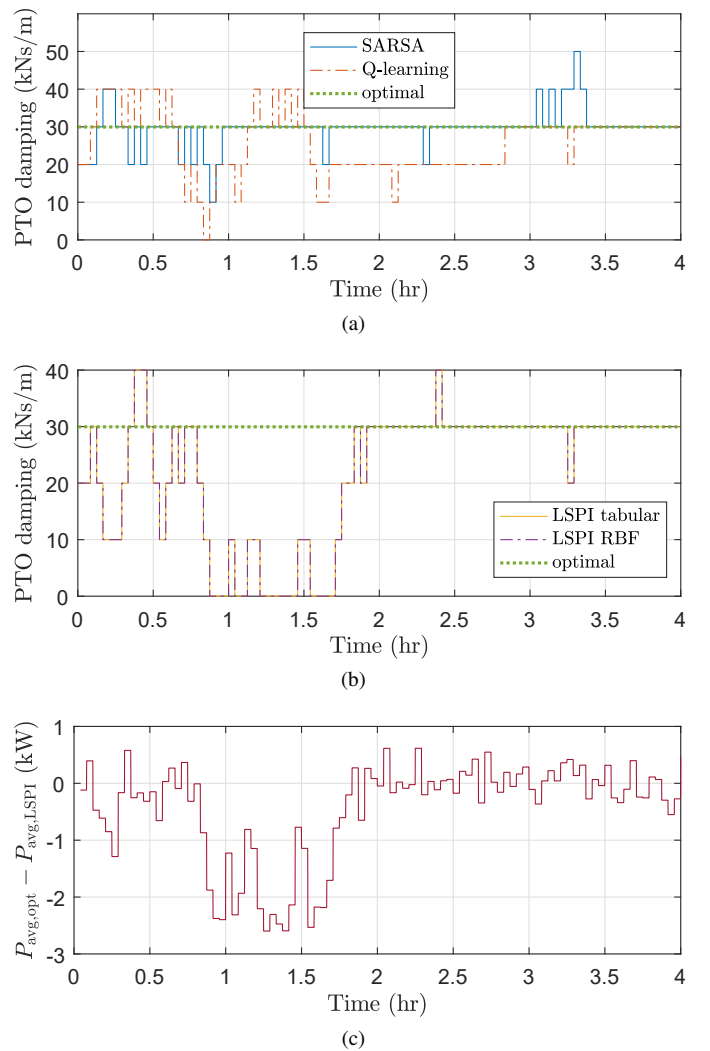 PTO damping (kNs/m)
50
40
30
20
10
0
SARSA
Q-learning
optimal
0 0.5 1 1.5 2 2.5 3 3.5 4
Time (hr)
(a)
PTO damping (kNs/m)
40
30
20
10
0
LSPI tabular
LSPI RBF
optimal
0 0.5 1 1.5 2 2.5 3 3.5 4
Time (hr)
(b)
P_avg,opt − P_avg,LSPI (kW)
1
0
-1
-2
-3
0 0.5 1 1.5 2 2.5 3 3.5 4
Time (hr)
(c)